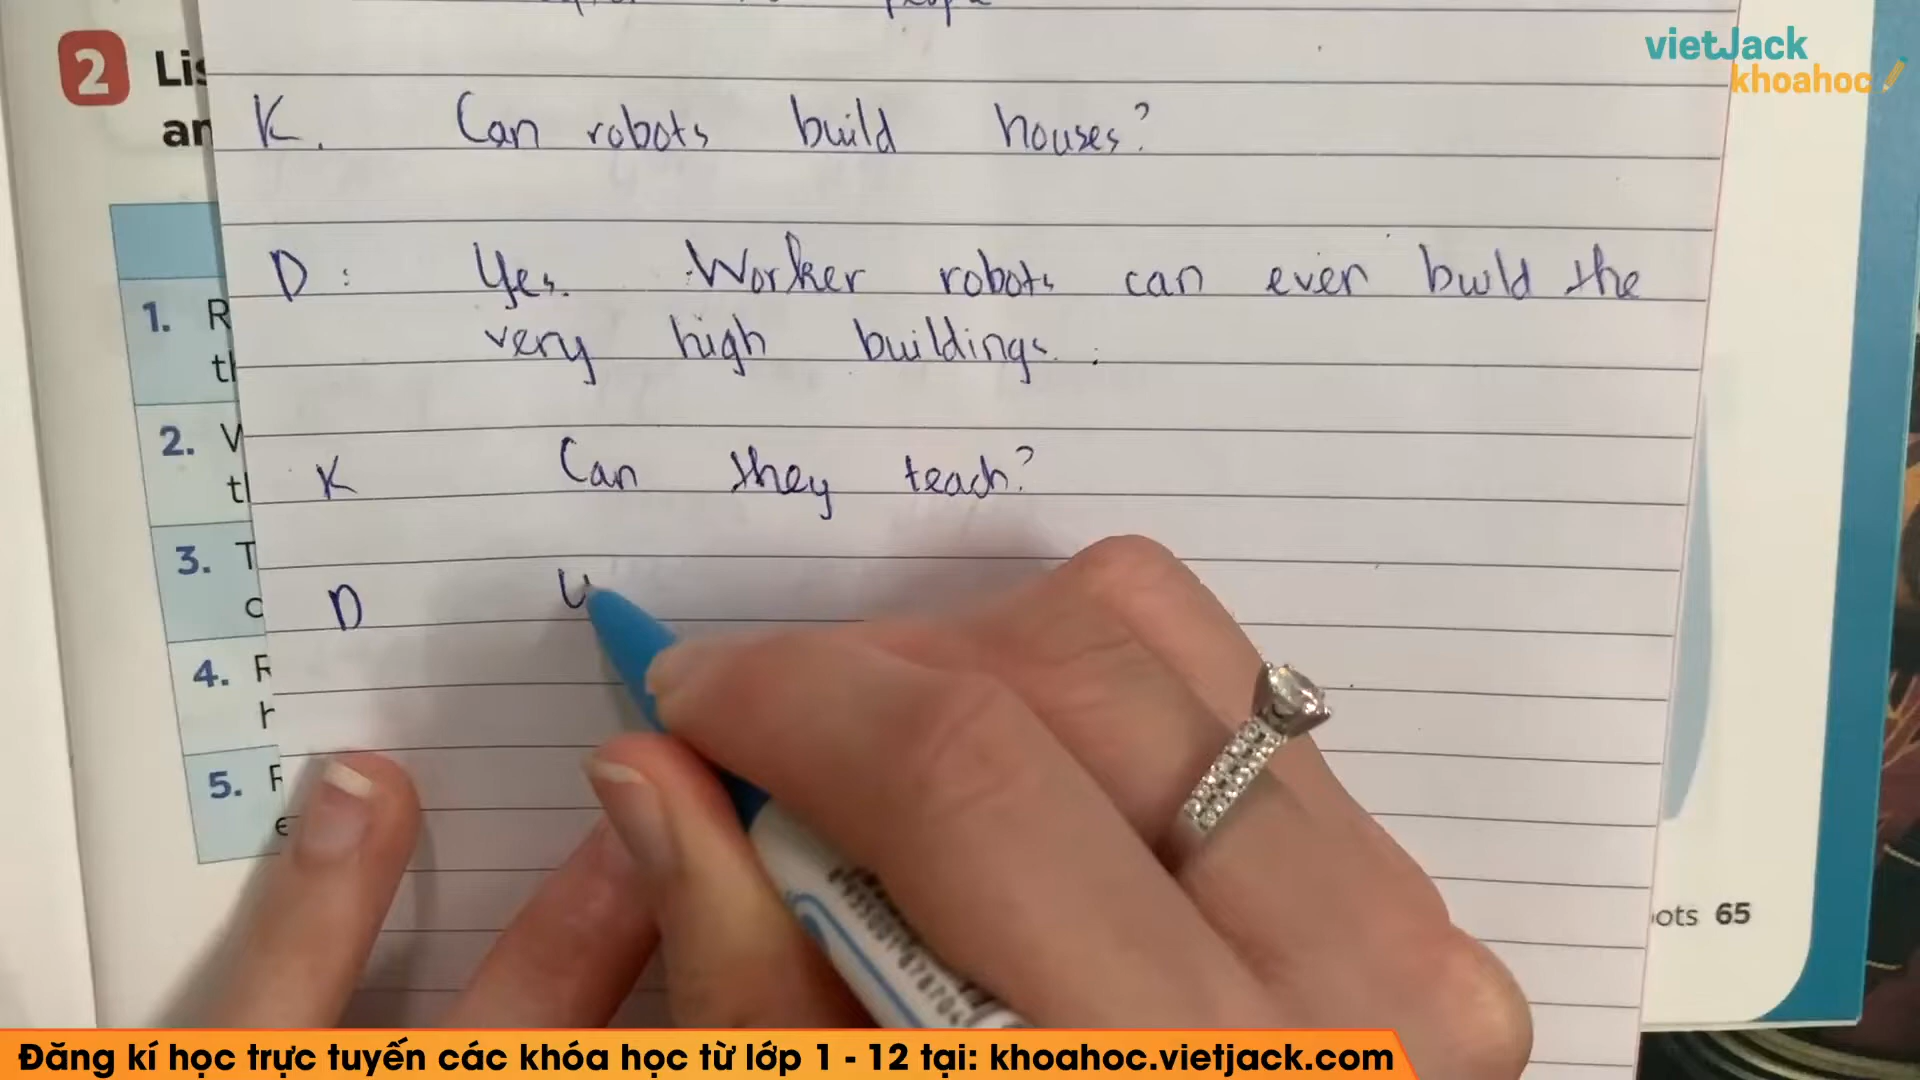 people
vietJack
khoahoc
2
Lis
an
K. Can robots build houses?
D: Yes. Worker robots can even build the
very high buildings.
K Can they teach?
D
1. R
th
2. W
th
3. T
c
4. R
h
5. F
e
ots 65
Đăng kí học trực tuyến các khóa học từ lớp 1 - 12 tại: khoahoc.vietjack.com